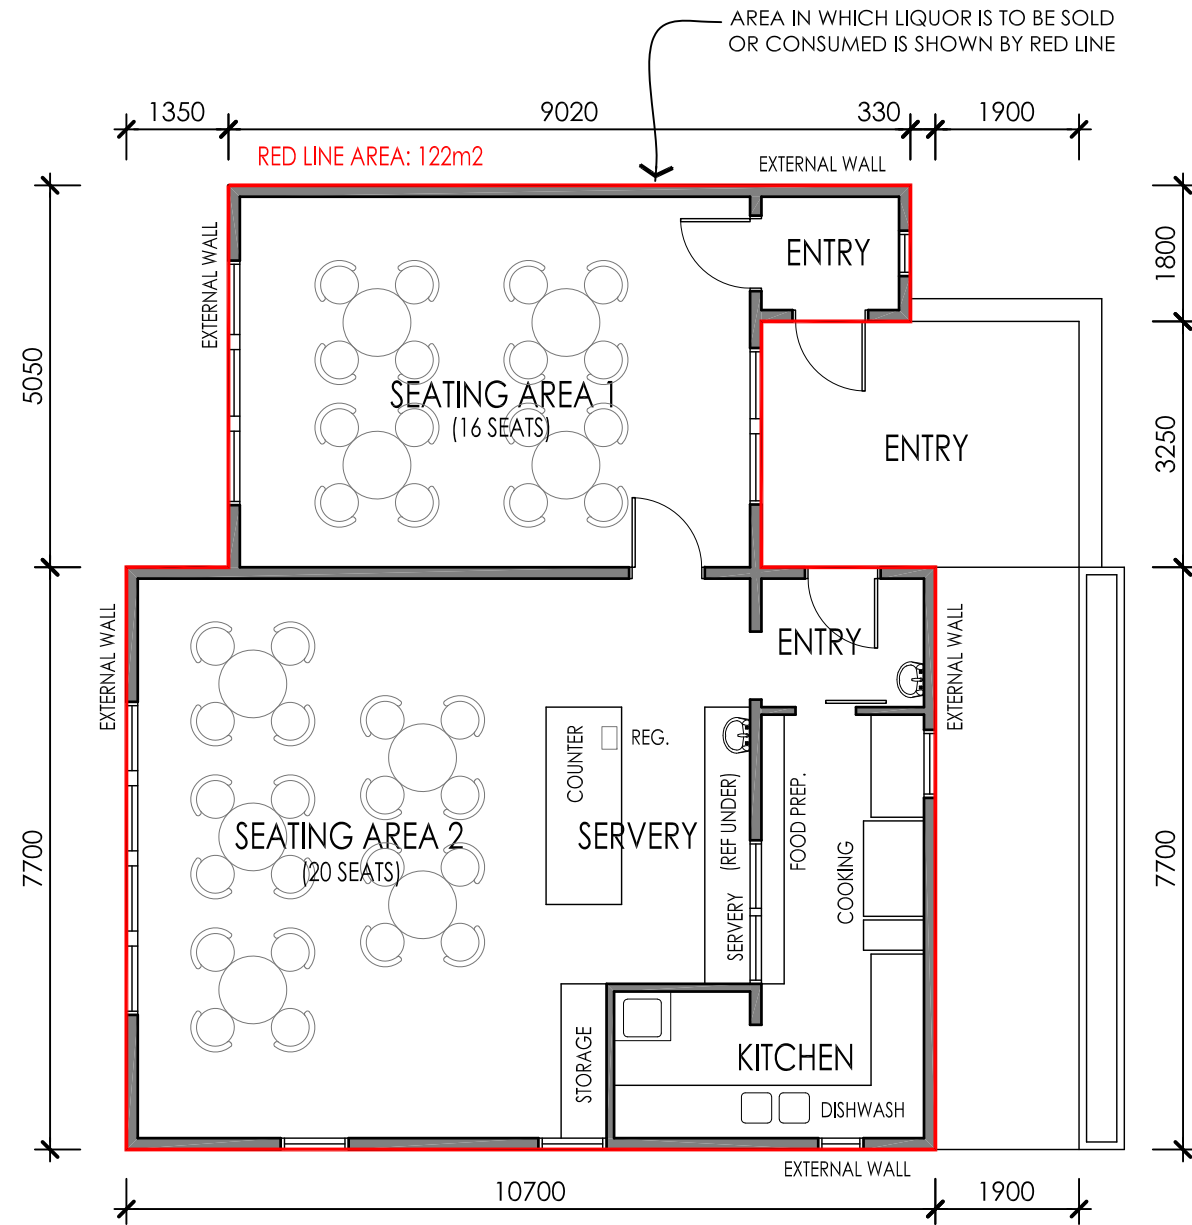 AREA IN WHICH LIQUOR IS TO BE SOLD
OR CONSUMED IS SHOWN BY RED LINE
1350
9020
330
1900
RED LINE AREA: 122m2
EXTERNAL WALL
EXTERNAL WALL
ENTRY
1800
5050
SEATING AREA 1
(16 SEATS)
ENTRY
3250
EXTERNAL WALL
ENTRY
EXTERNAL WALL
COUNTER
REG.
7700
SEATING AREA 2
(20 SEATS)
SERVERY
SERVERY (REF UNDER)
FOOD PREP.
COOKING
7700
STORAGE
KITCHEN
DISHWASH
EXTERNAL WALL
10700
1900